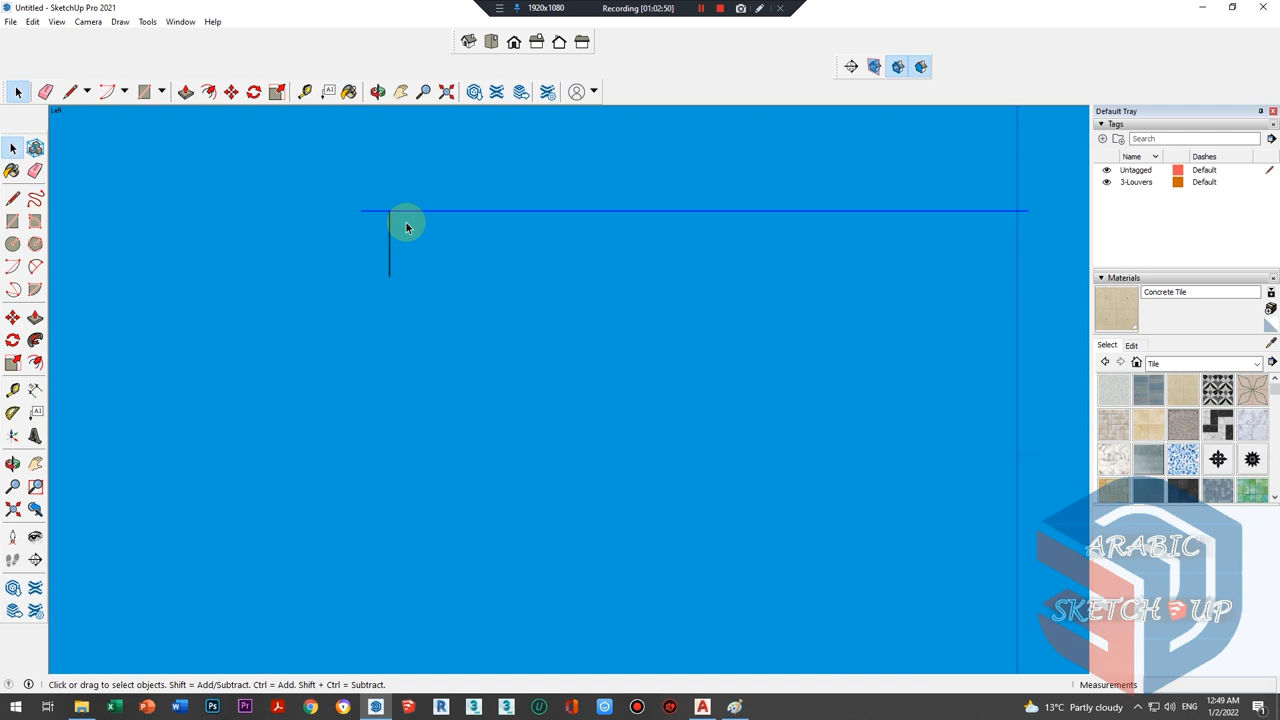 Untitled - SketchUp Pro 2021
1920x1080
Recording [01:02:50]
File Edit View Camera Draw Tools Window Help
Left
Default Tray
Tags
Search
Name Dashes
Untagged Default
3-Louvers Default
Materials
Concrete Tile
Select Edit
Tile
ARABIC
SKETCH UP
Click or drag to select objects. Shift = Add/Subtract. Ctrl = Add. Shift + Ctrl = Subtract.
Measurements
13°C Partly cloudy
ENG
12:49 AM
1/2/2022